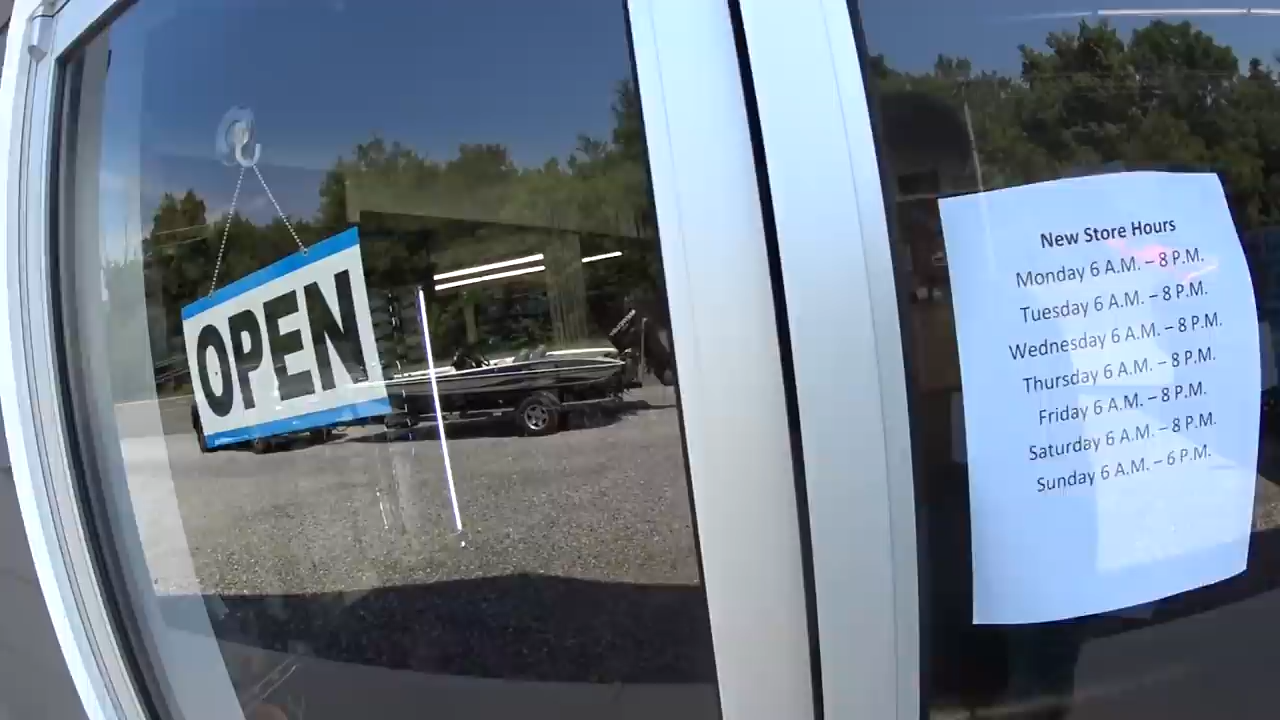 OPEN
New Store Hours
Monday 6 A.M. – 8 P.M.
Tuesday 6 A.M. – 8 P.M.
Wednesday 6 A.M. – 8 P.M.
Thursday 6 A.M. – 8 P.M.
Friday 6 A.M. – 8 P.M.
Saturday 6 A.M. – 8 P.M.
Sunday 6 A.M. – 6 P.M.